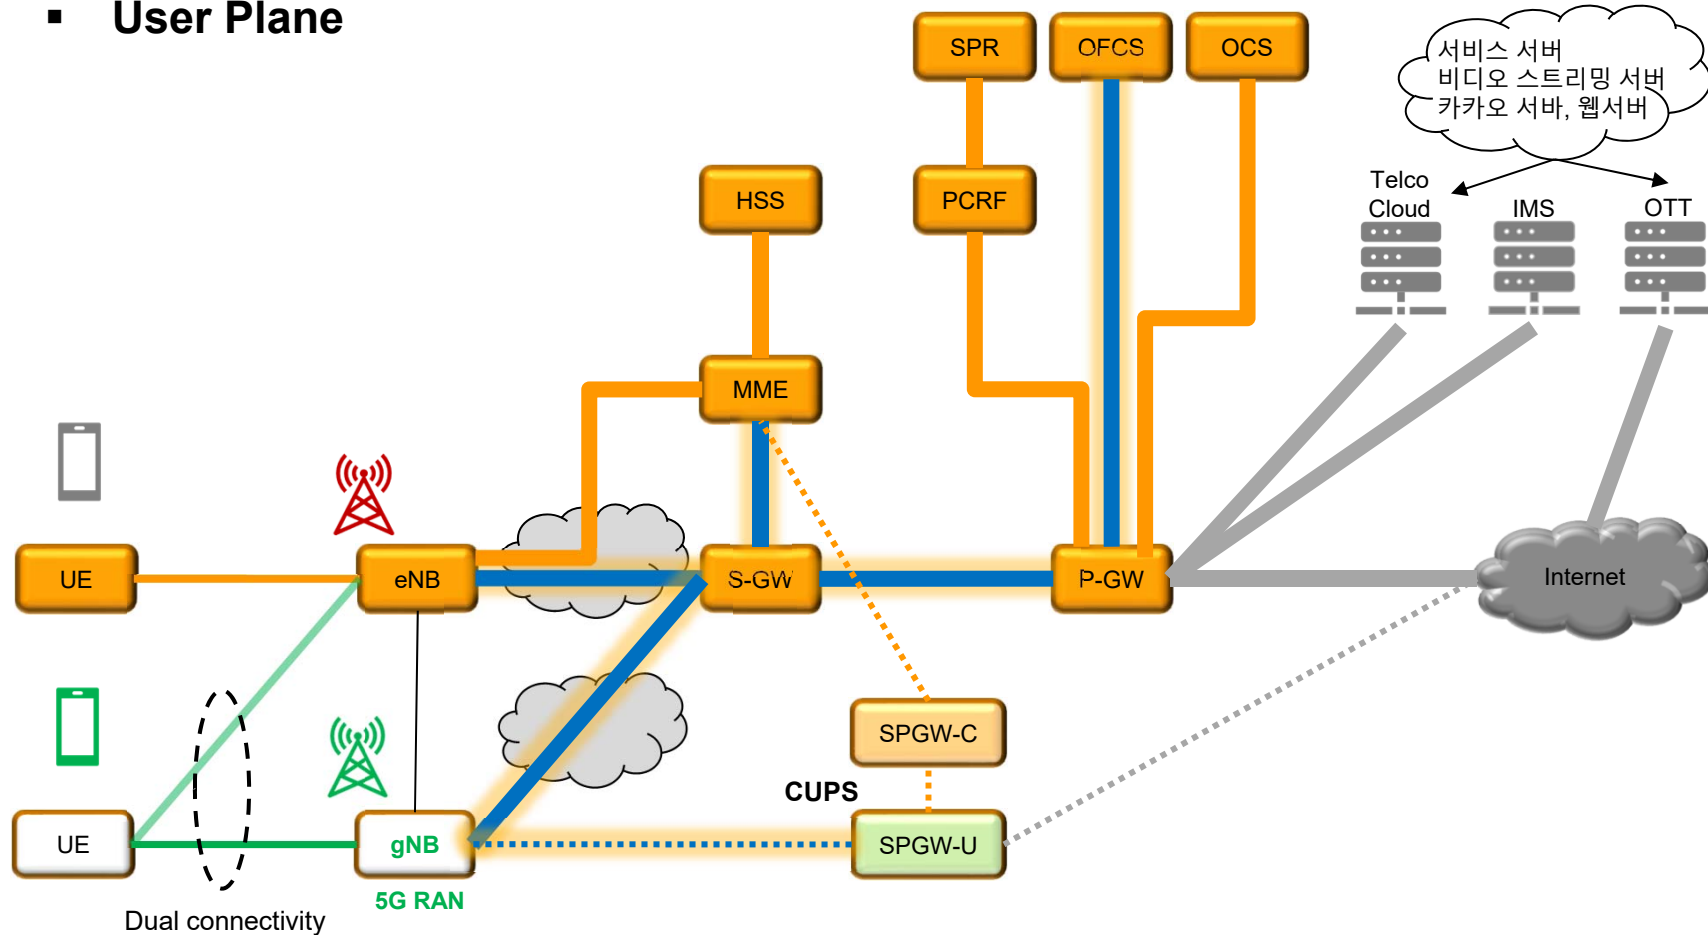 ▪ User Plane
SPR
OFCS
OCS
서비스 서버
비디오 스트리밍 서버
카카오 서바, 웹서버
HSS
PCRF
Telco
Cloud
IMS
OTT
MME
UE
eNB
S-GW
P-GW
Internet
SPGW-C
CUPS
UE
gNB
SPGW-U
5G RAN
Dual connectivity